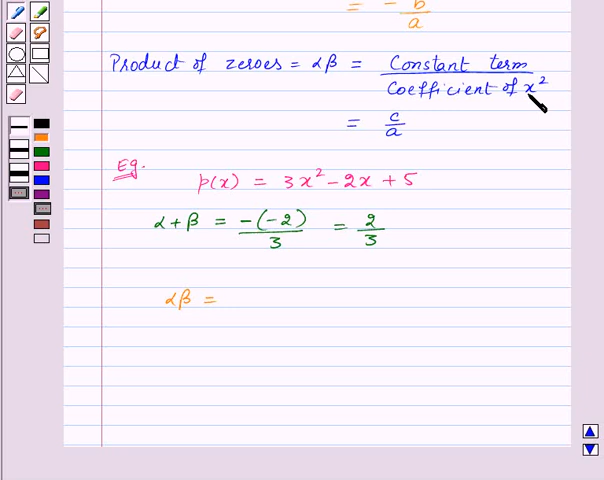 = - b/a
Product of zeroes = αβ = Constant term / Coefficient of x²
= c/a
Eg.
p(x) = 3x² - 2x + 5
α + β = -(-2)/3 = 2/3
αβ =